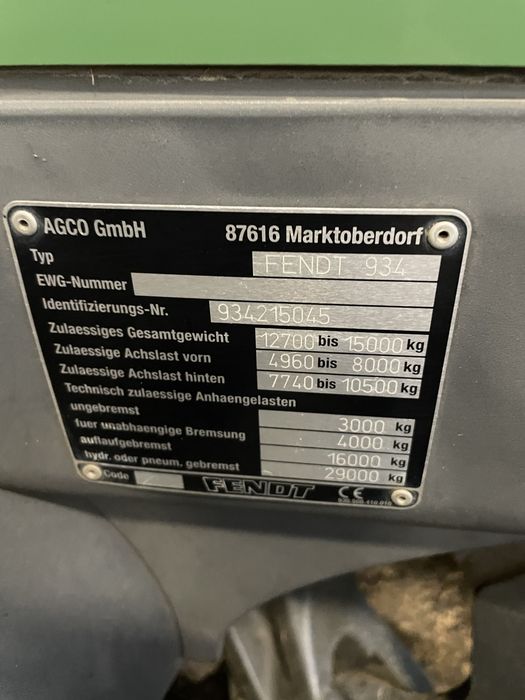 AGCO GmbH 87616 Marktoberdorf
Typ FENDT 934
EWG-Nummer
Identifizierungs-Nr. 934215045
Zulaessiges Gesamtgewicht 12700 bis 15000 kg
Zulaessige Achslast vorn 4960 bis 8000 kg
Zulaessige Achslast hinten 7740 bis 10500 kg
Technisch zulaessige Anhaengelasten
ungebremst 3000 kg
fuer unabhaengige Bremsung 4000 kg
auflaufgebremst 16000 kg
hydr. oder pneum. gebremst 29000 kg
Code FENDT CE